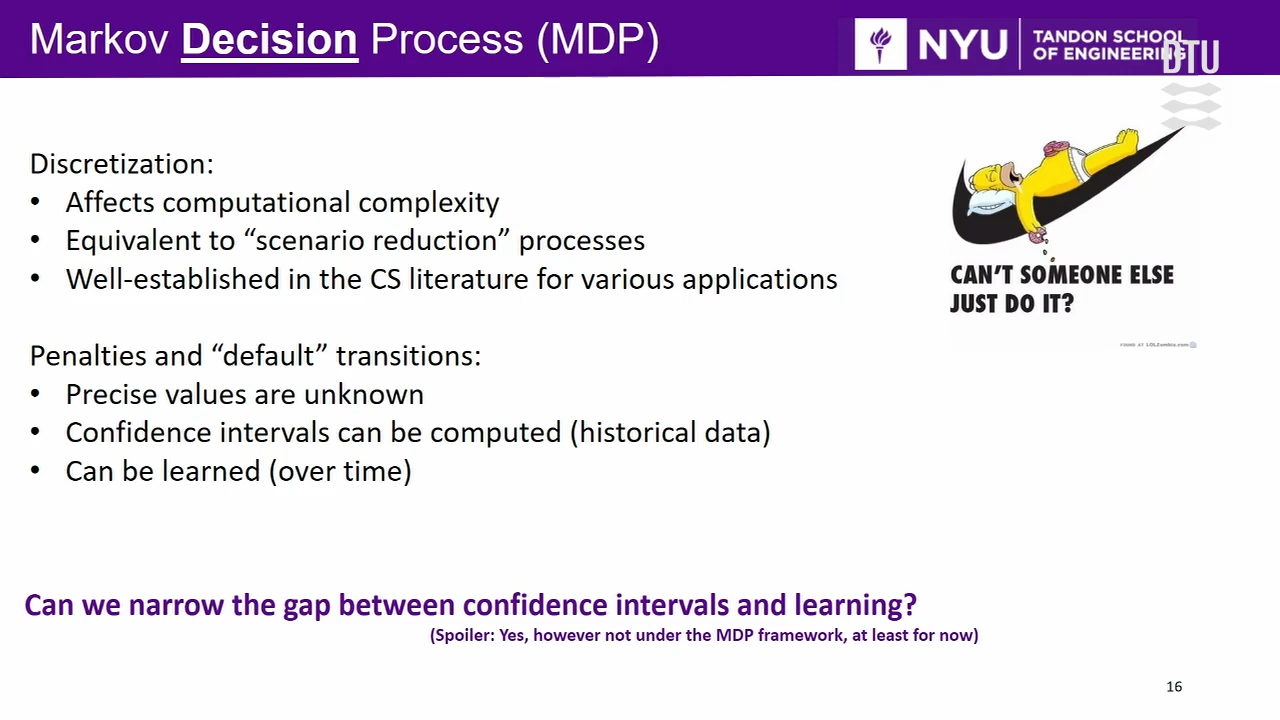 Markov Decision Process (MDP)
NYU
TANDON SCHOOL
OF ENGINEERING
DTU
Discretization:
• Affects computational complexity
• Equivalent to “scenario reduction” processes
• Well-established in the CS literature for various applications
CAN'T SOMEONE ELSE
JUST DO IT?
FOUND AT LOLZombie.com
Penalties and “default” transitions:
• Precise values are unknown
• Confidence intervals can be computed (historical data)
• Can be learned (over time)
Can we narrow the gap between confidence intervals and learning?
(Spoiler: Yes, however not under the MDP framework, at least for now)
16